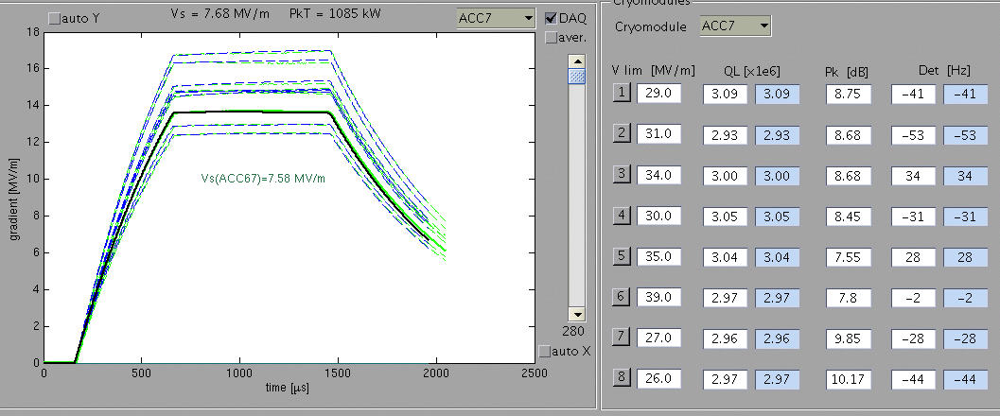 Cryomodules
auto Y Vs = 7.68 MV/m PkT = 1085 kW ACC7 DAQ
aver.
Cryomodule ACC7
18
16
14
12
10
8
6
4
2
0
gradient [MV/m]
Vs(ACC67)=7.58 MV/m
0 500 1000 1500 2000 2500
time [µs]
280
auto X
V lim [MV/m] QL [x1e6] Pk [dB] Det [Hz]
1 29.0 3.09 3.09 8.75 −41 −41
2 31.0 2.93 2.93 8.68 −53 −53
3 34.0 3.00 3.00 8.68 34 34
4 30.0 3.05 3.05 8.45 −31 −31
5 35.0 3.04 3.04 7.55 28 28
6 39.0 2.97 2.97 7.8 −2 −2
7 27.0 2.96 2.96 9.85 −28 −28
8 26.0 2.97 2.97 10.17 −44 −44